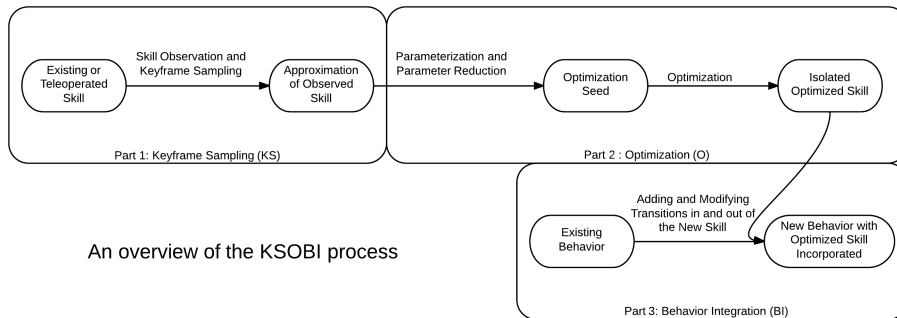 Existing or
Teleoperated
Skill
Skill Observation and
Keyframe Sampling
Approximation
of Observed
Skill
Part 1: Keyframe Sampling (KS)
Parameterization and
Parameter Reduction
Optimization
Seed
Optimization
Isolated
Optimized Skill
Part 2 : Optimization (O)
Existing
Behavior
Adding and Modifying
Transitions in and out of
the New Skill
New Behavior with
Optimized Skill
Incorporated
Part 3: Behavior Integration (BI)
An overview of the KSOBI process